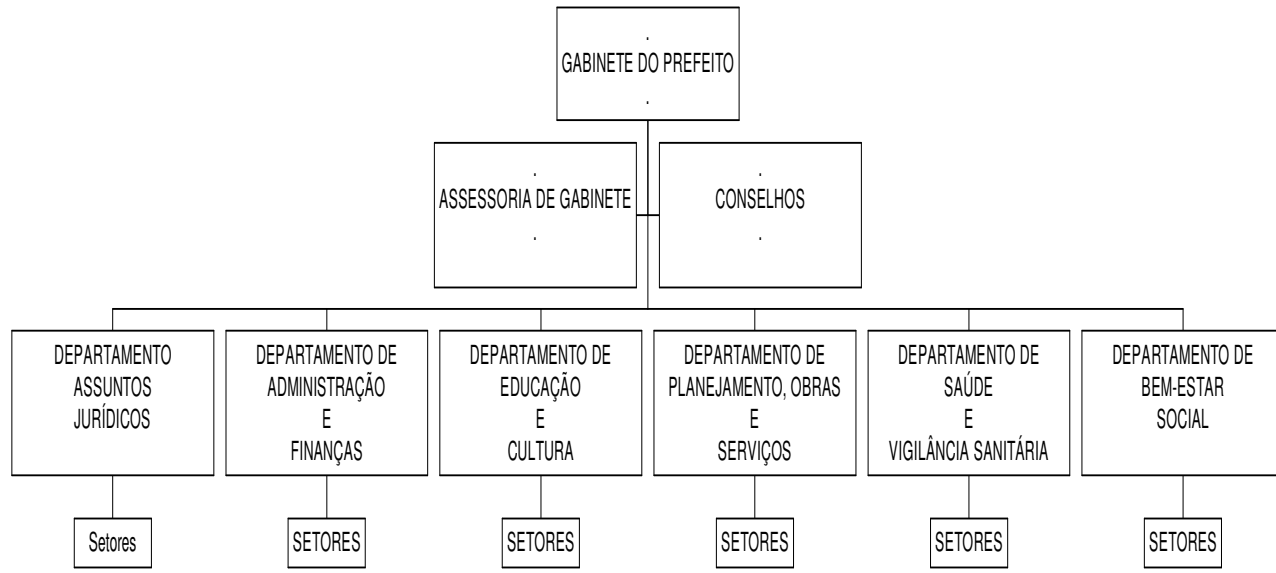 .
GABINETE DO PREFEITO
.
.
ASSESSORIA DE GABINETE
.
.
CONSELHOS
.
DEPARTAMENTO
ASSUNTOS
JURÍDICOS
DEPARTAMENTO DE
ADMINISTRAÇÃO
E
FINANÇAS
DEPARTAMENTO DE
EDUCAÇÃO
E
CULTURA
DEPARTAMENTO DE
PLANEJAMENTO, OBRAS
E
SERVIÇOS
DEPARTAMENTO DE
SAÚDE
E
VIGILÂNCIA SANITÁRIA
DEPARTAMENTO DE
BEM-ESTAR
SOCIAL
Setores
SETORES
SETORES
SETORES
SETORES
SETORES